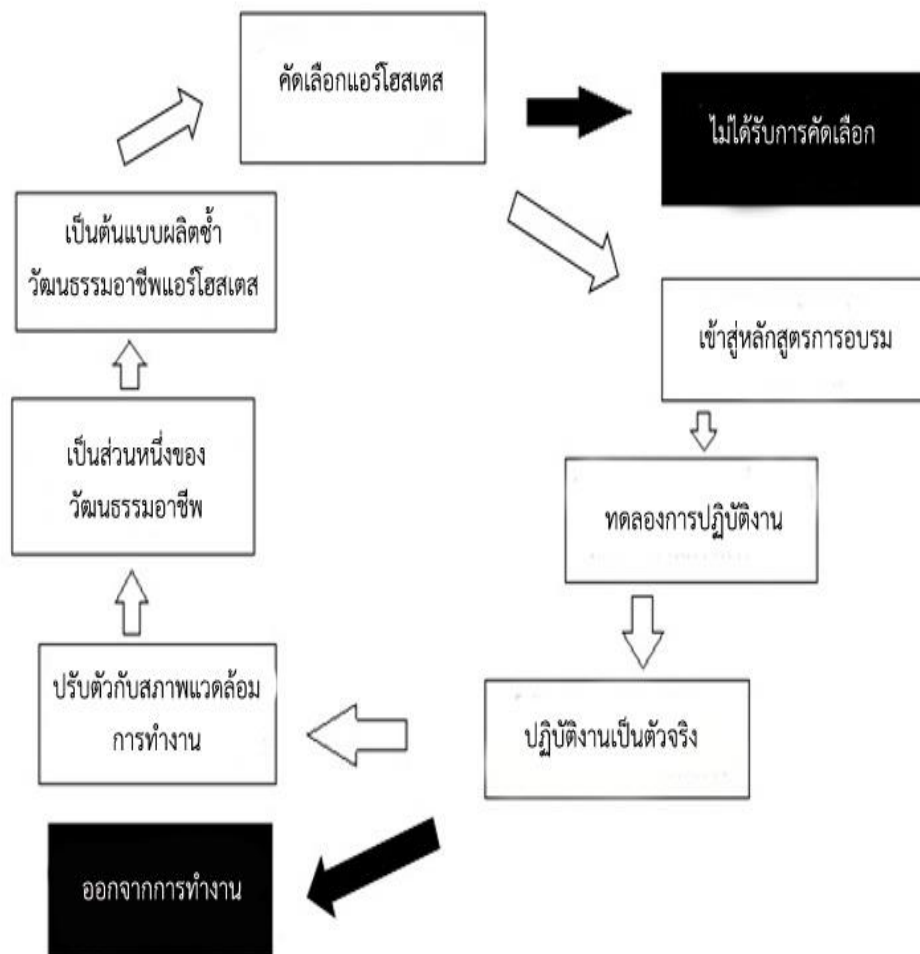 คัดเลือกแอร์โฮสเตส
ไม่ได้รับการคัดเลือก
เข้าสู่หลักสูตรการอบรม
ทดลองการปฏิบัติงาน
ปฏิบัติงานเป็นตัวจริง
ออกจากการทำงาน
ปรับตัวกับสภาพแวดล้อม
การทำงาน
เป็นส่วนหนึ่งของ
วัฒนธรรมอาชีพ
เป็นต้นแบบผลิตซ้ำ
วัฒนธรรมอาชีพแอร์โฮสเตส